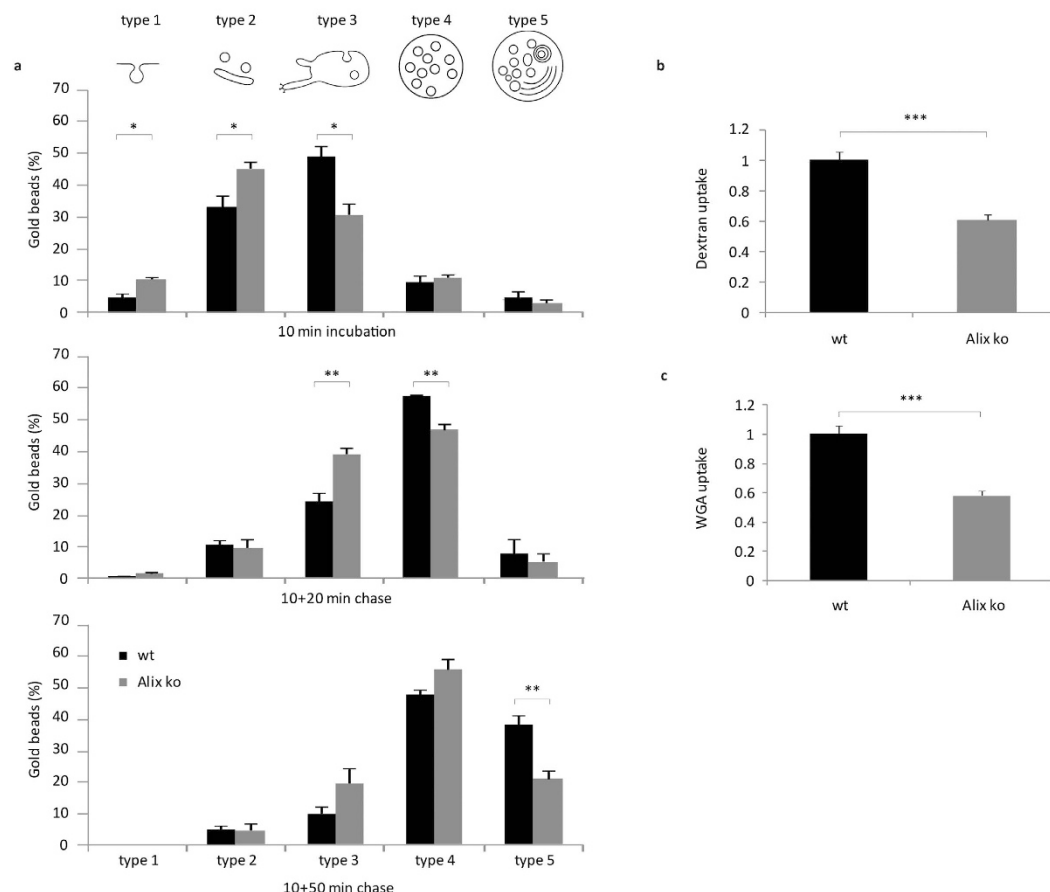 type 1 type 2 type 3 type 4 type 5
a
70
60
50
40
30
20
10
0
Gold beads (%)
* * *
10 min incubation
70
60
50
40
30
20
10
0
Gold beads (%)
** **
10+20 min chase
70
60
50
40
30
20
10
0
Gold beads (%)
wt
Alix ko
**
type 1 type 2 type 3 type 4 type 5
10+50 min chase
b
***
1.2
1
0.8
0.6
0.4
0.2
0
Dextran uptake
wt Alix ko
c
***
1.2
1
0.8
0.6
0.4
0.2
0
WGA uptake
wt Alix ko